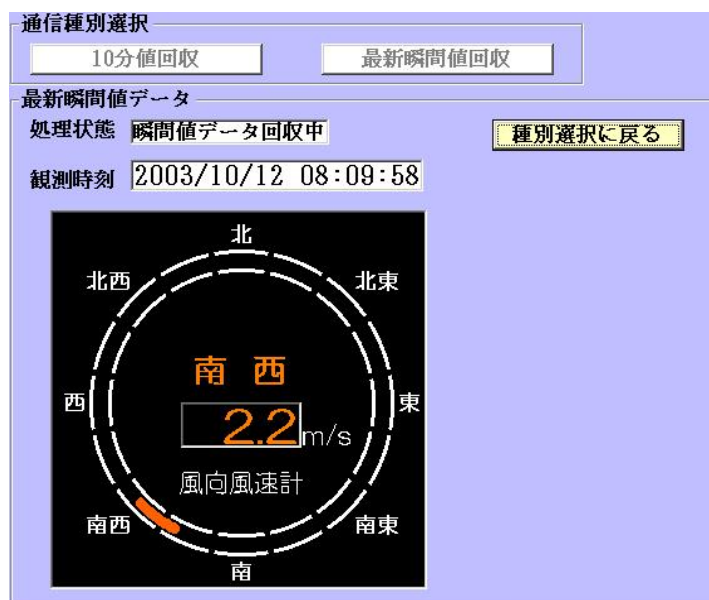 通信種別選択
10分値回収 最新瞬間値回収
最新瞬間値データ
処理状態 瞬間値データ回収中 種別選択に戻る
観測時刻 2003/10/12 08:09:58
北
北西 北東
南西
西 東
2.2m/s
風向風速計
南西 南東
南